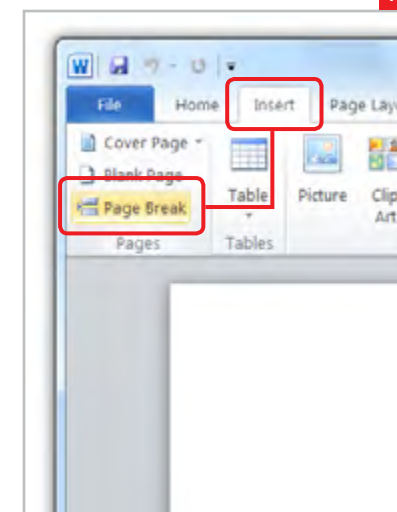 W
File Home Insert Page Lay
Cover Page
Blank Page
Page Break
Table
Picture
Clip
Art
Pages
Tables